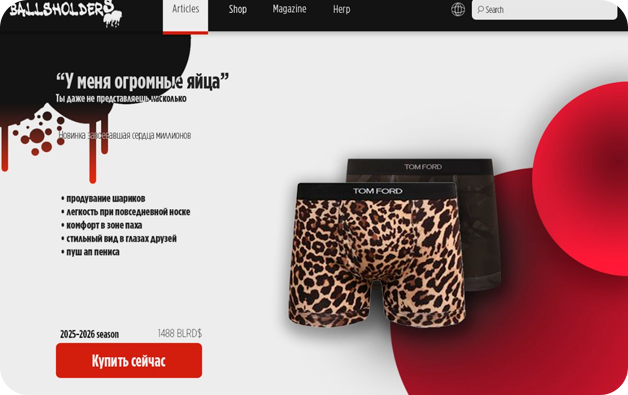 BALLSHOLDERS
Articles Shop Magazine Help Search
“У меня огромные яйца”
Ты даже не представляешь насколько
Новинка завоевавшая сердца миллионов
TOM FORD
TOM FORD
• продувание шариков
• легкость при повседневной носке
• комфорт в зоне паха
• стильный вид в глазах друзей
• пуш ап пениса
2025-2026 season 1488 BLRD$
Купить сейчас